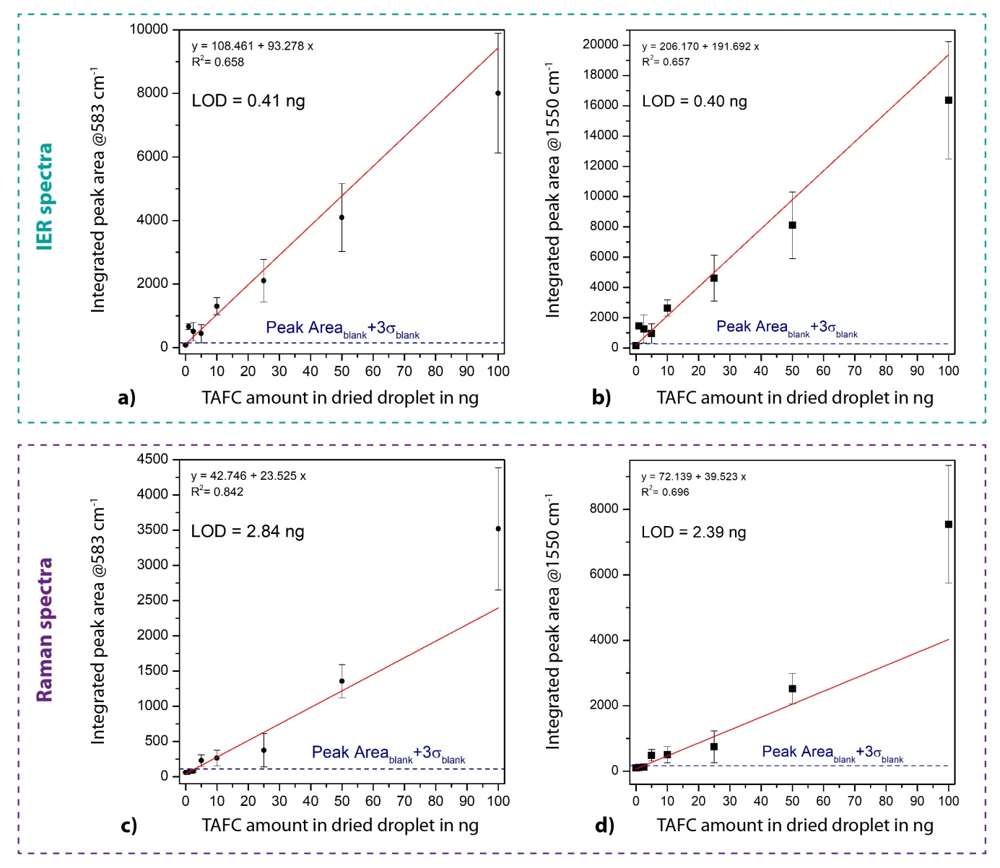 IER spectra
Integrated peak area @583 cm⁻¹
10000
8000
6000
4000
2000
0
y = 108.461 + 93.278 x
R²= 0.658
LOD = 0.41 ng
Peak Area_blank+3σ_blank
0 10 20 30 40 50 60 70 80 90 100
a) TAFC amount in dried droplet in ng
Integrated peak area @1550 cm⁻¹
20000
18000
16000
14000
12000
10000
8000
6000
4000
2000
0
y = 206.170 + 191.692 x
R²= 0.657
LOD = 0.40 ng
Peak Area_blank+3σ_blank
0 10 20 30 40 50 60 70 80 90 100
b) TAFC amount in dried droplet in ng
Raman spectra
Integrated peak area @583 cm⁻¹
4500
4000
3500
3000
2500
2000
1500
1000
500
0
y = 42.746 + 23.525 x
R²= 0.842
LOD = 2.84 ng
Peak Area_blank+3σ_blank
0 10 20 30 40 50 60 70 80 90 100
c) TAFC amount in dried droplet in ng
Integrated peak area @1550 cm⁻¹
8000
6000
4000
2000
0
y = 72.139 + 39.523 x
R²= 0.696
LOD = 2.39 ng
Peak Area_blank+3σ_blank
0 10 20 30 40 50 60 70 80 90 100
d) TAFC amount in dried droplet in ng